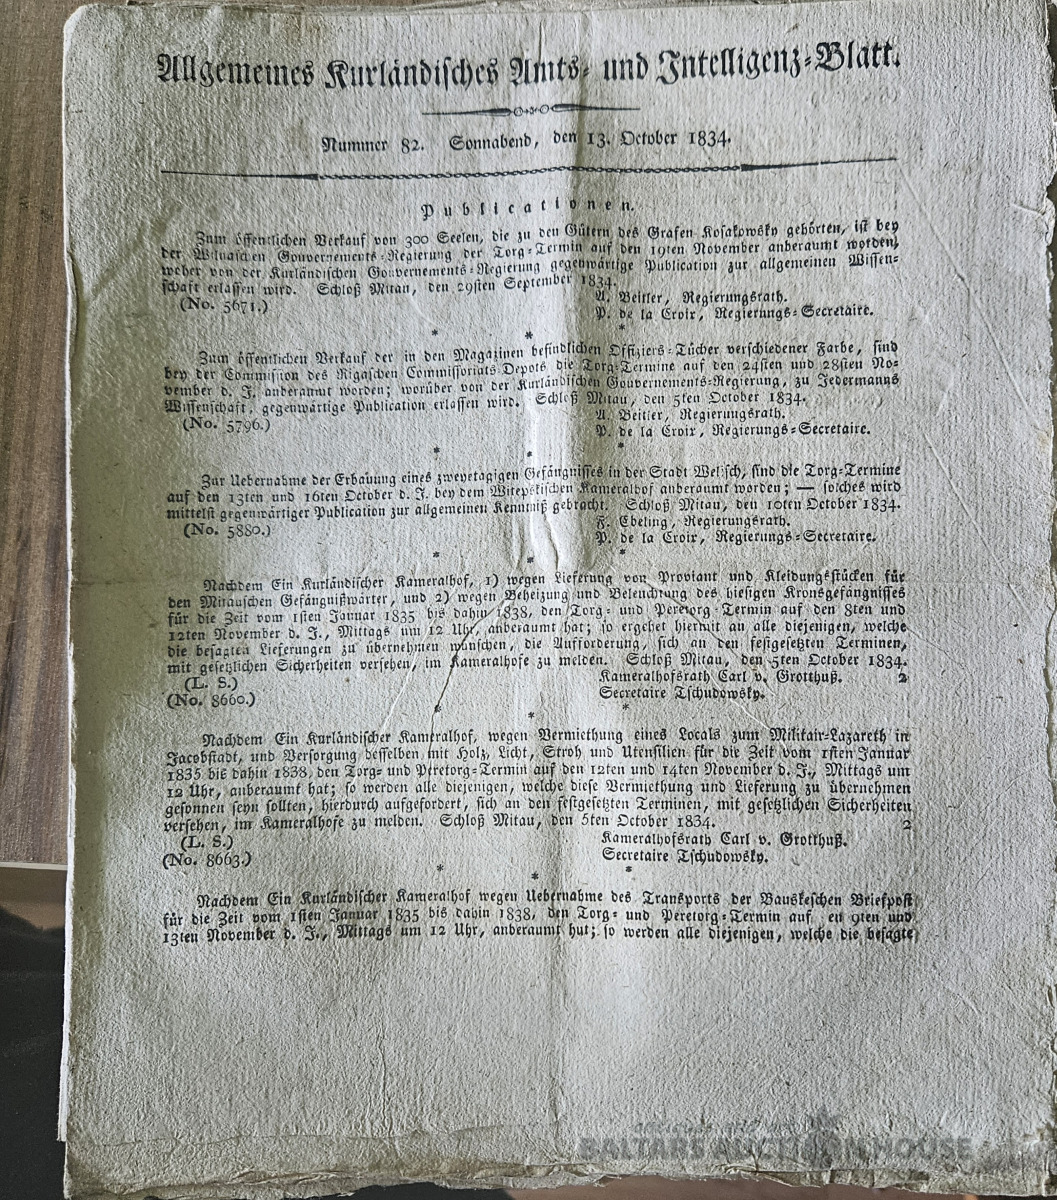 Allgemeines Kurländisches Amts- und Intelligenz-Blatt.
Nummer 82. Sonnabend, den 13. October 1834.
Publicationen.
Zum öffentlichen Verkauf von 300 Seelen, die zu den Gütern des Grafen Kosakowsky gehörten, ist bey
der Wilnaschen Gouvernements-Regierung der Torg-Termin auf den 19ten November anberaumt worden,
weber von der Kurländischen Gouvernements-Regierung gegenwärtige Publication zur allgemeinen Wissen-
schaft erlassen wird. Schloß Mitau, den 29sten September 1834.
A. Beitler, Regierungsrath.
(No. 5671.)
P. de la Croix, Regierungs-Secretaire.
* * *
Zum öffentlichen Verkauf der in den Magazinen befindlichen Offiziers-Tücher verschiedener Farbe, sind
bey der Commission des Rigaschen Commissoriats Depots die Torg-Termine auf den 24sten und 28sten No-
vember d. J. anberaumt worden; worüber von der Kurländischen Gouvernements-Regierung, zu Jedermanns
Wissenschaft, gegenwärtige Publication erlassen wird. Schloß Mitau, den 5ten October 1834.
A. Beitler, Regierungsrath.
(No. 5796.)
P. de la Croix, Regierungs-Secretaire.
* * *
Zur Uebernahme der Erbauung eines zweyetagigen Gefängnisses in der Stadt Welisch, sind die Torg-Termine
auf den 13ten und 16ten October d. J. bey dem Witepskischen Kameralhof anberaumt worden; — solches wird
mittelst gegenwärtiger Publication zur allgemeinen Kenntniß gebracht. Schloß Mitau, den 10ten October 1834.
F. Ebeling, Regierungsrath.
(No. 5880.)
P. de la Croix, Regierungs-Secretaire.
* * *
Nachdem Ein Kurländischer Kameralhof, 1) wegen Lieferung von Proviant und Kleidungsstücken für
den Mitauschen Gefängnißwärter, und 2) wegen Beheizung und Beleuchtung des hiesigen Kronsgefängnisses
für die Zeit vom 1sten Januar 1835 bis dahin 1838, den Torg- und Peretorg-Termin auf den 8ten und
12ten November d. J., Mittags um 12 Uhr, anberaumt hat; so ergehet hiermit an alle diejenigen, welche
die besagten Lieferungen zu übernehmen wünschen, die Aufforderung, sich an den festgesetzten Terminen,
mit gesetzlichen Sicherheiten versehen, im Kameralhofe zu melden. Schloß Mitau, den 5ten October 1834.
(L. S.) Kameralhofsrath Carl v. Grotthuß. 2
(No. 8660.) Secretaire Tschudowsky.
* * *
Nachdem Ein Kurländischer Kameralhof, wegen Vermiethung eines Locals zum Militair-Lazareth in
Jacobstadt, und Versorgung desselben mit Holz, Licht, Stroh und Utensilien für die Zeit vom 1sten Januar
1835 bis dahin 1838, den Torg- und Peretorg-Termin auf den 12ten und 14ten November d. J., Mittags um
12 Uhr, anberaumt hat; so werden alle diejenigen, welche diese Vermiethung und Lieferung zu übernehmen
gesonnen seyn sollten, hierdurch aufgefordert, sich an den festgesetzten Terminen, mit gesetzlichen Sicherheiten
versehen, im Kameralhofe zu melden. Schloß Mitau, den 5ten October 1834. 2
(L. S.) Kameralhofsrath Carl v. Grotthuß.
(No. 8663.) Secretaire Tschudowsky.
* * *
Nachdem Ein Kurländischer Kameralhof wegen Uebernahme des Transports der Bauskeschen Briefpost
für die Zeit vom 1sten Januar 1835 bis dahin 1838, den Torg- und Peretorg-Termin auf en 9ten und
13ten November d. J., Mittags um 12 Uhr, anberaumt hut; so werden alle diejenigen, welche die besagte
BALTARS AUCTION HOUSE